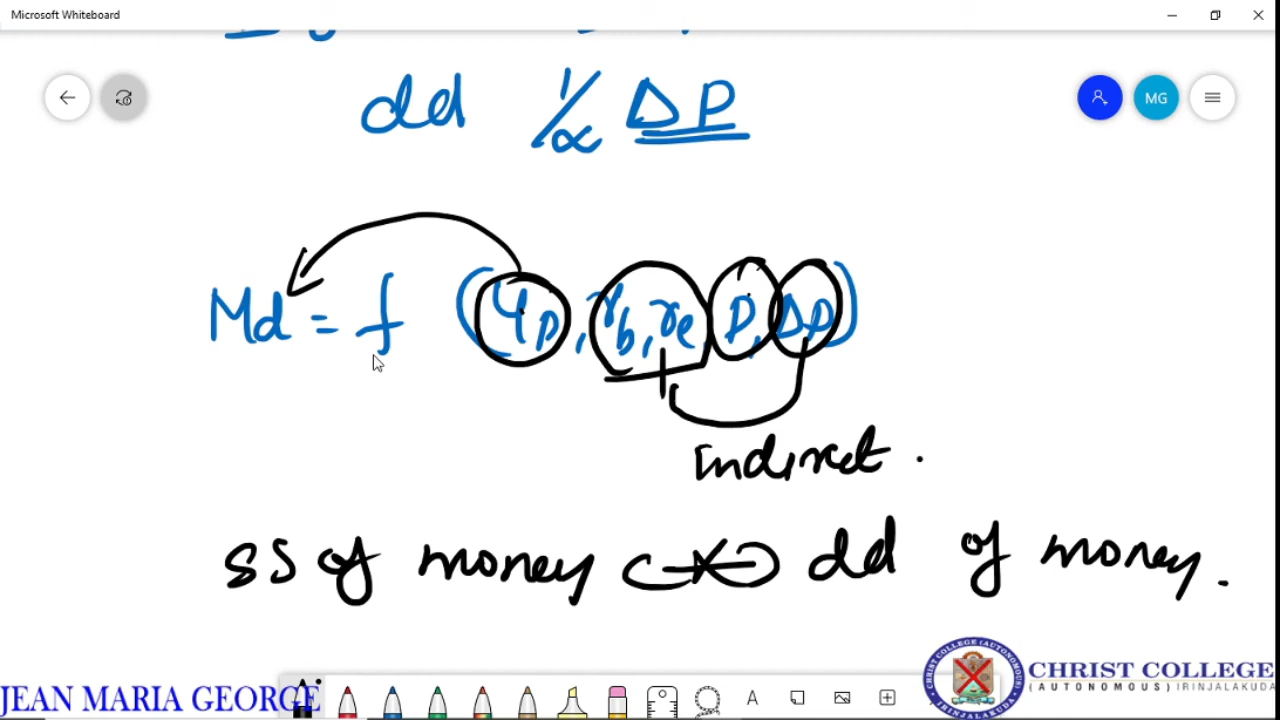 Microsoft Whiteboard
dd 1/∝ ΔP
MG
Md = f (Yp, rb, re, P, ΔP)
Indirect .
SS of money dd of money.
A
JEAN MARIA GEORGE
CHRIST COLLEGE
(AUTONOMOUS) IRINJALAKUDA